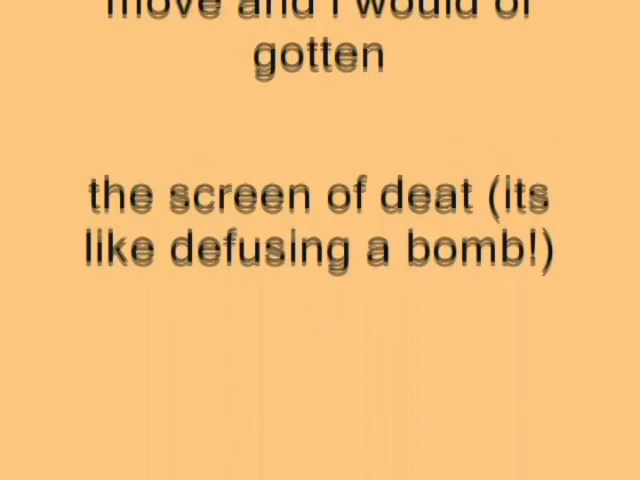 move and i would of
gotten
the screen of deat (its
like defusing a bomb!)